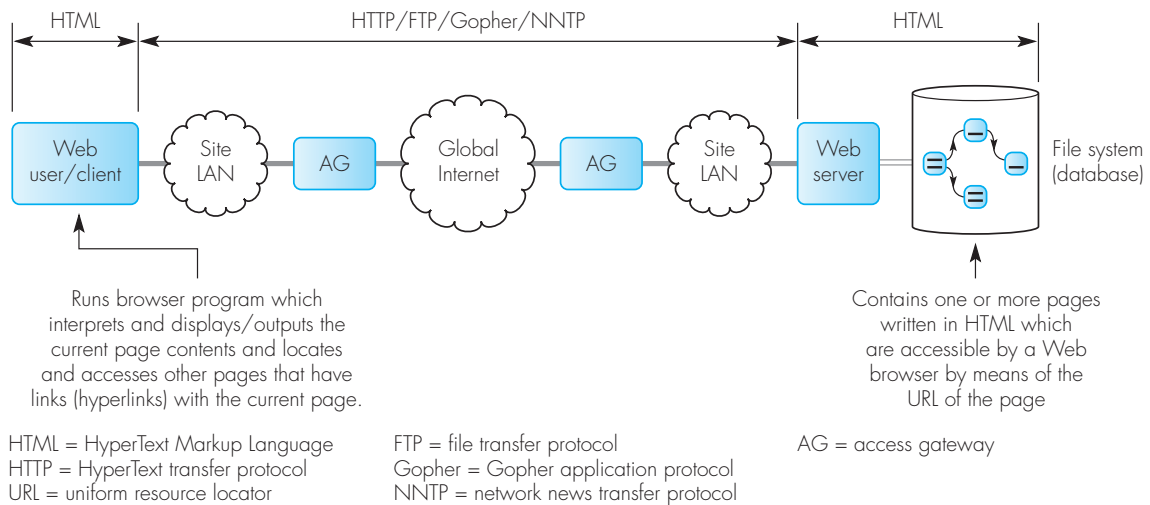 HTML
HTTP/FTP/Gopher/NNTP
HTML
Web
user/client
Site
LAN
AG
Global
Internet
AG
Site
LAN
Web
server
File system
(database)
Runs browser program which
interprets and displays/outputs the
current page contents and locates
and accesses other pages that have
links (hyperlinks) with the current page.
Contains one or more pages
written in HTML which
are accessible by a Web
browser by means of the
URL of the page
HTML = HyperText Markup Language
HTTP = HyperText transfer protocol
URL = uniform resource locator
FTP = file transfer protocol
Gopher = Gopher application protocol
NNTP = network news transfer protocol
AG = access gateway